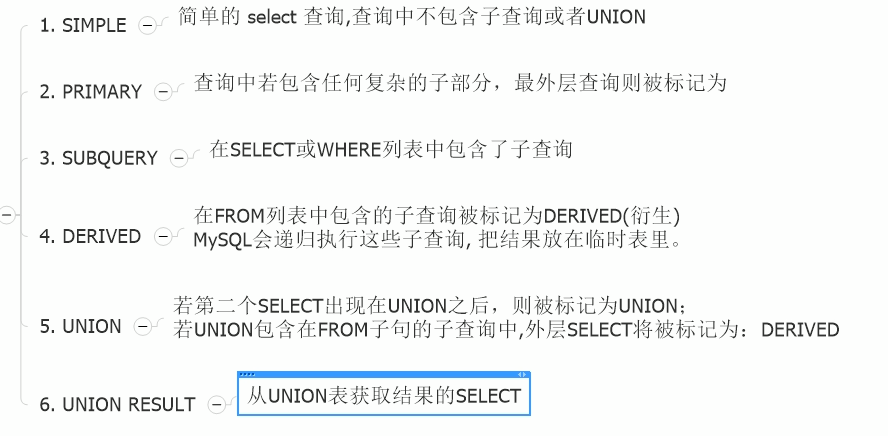 1. SIMPLE 简单的 select 查询,查询中不包含子查询或者UNION
2. PRIMARY 查询中若包含任何复杂的子部分，最外层查询则被标记为
3. SUBQUERY 在SELECT或WHERE列表中包含了子查询
4. DERIVED 在FROM列表中包含的子查询被标记为DERIVED(衍生)
MySQL会递归执行这些子查询, 把结果放在临时表里。
5. UNION 若第二个SELECT出现在UNION之后，则被标记为UNION；
若UNION包含在FROM子句的子查询中,外层SELECT将被标记为：DERIVED
6. UNION RESULT 从UNION表获取结果的SELECT